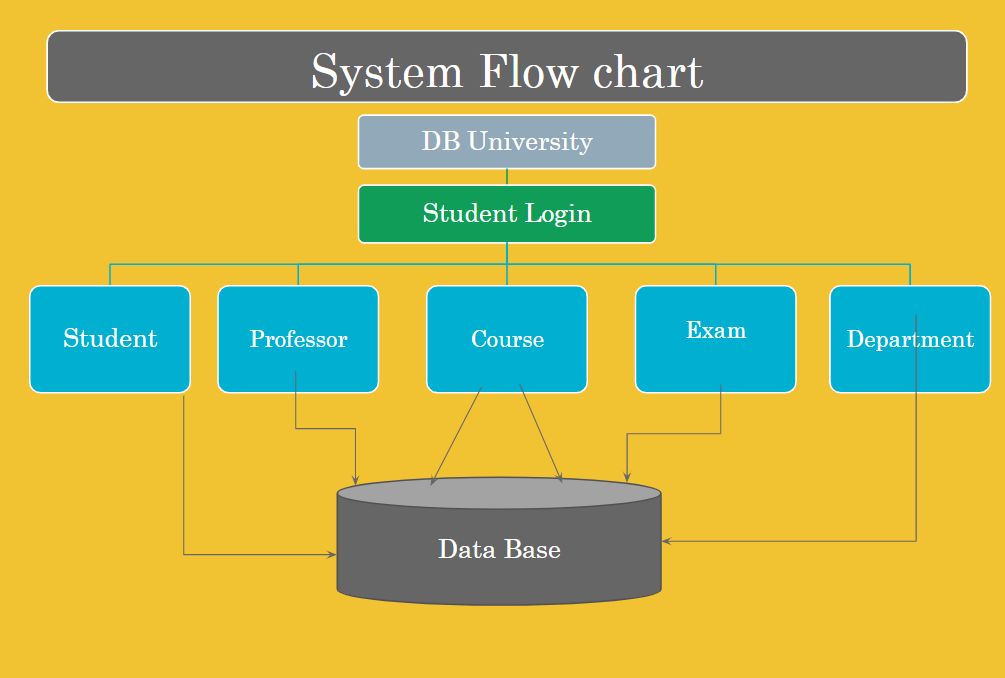 System Flow chart
DB University
Student Login
Student
Professor
Course
Exam
Department
Data Base